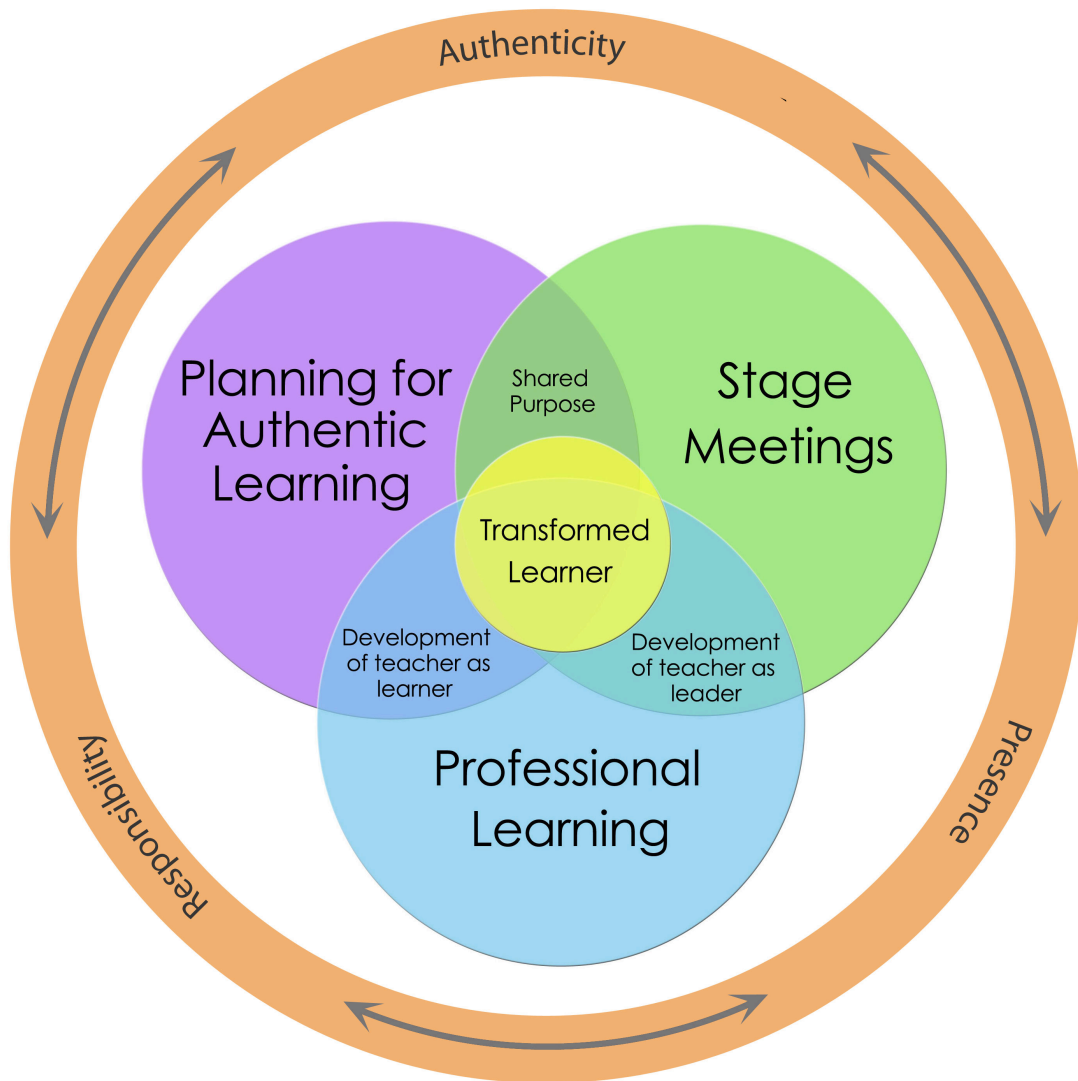 Authenticity
Planning for
Authentic
Learning
Shared
Purpose
Stage
Meetings
Transformed
Learner
Development
of teacher as
learner
Development
of teacher as
leader
Professional
Learning
Responsibility
Presence